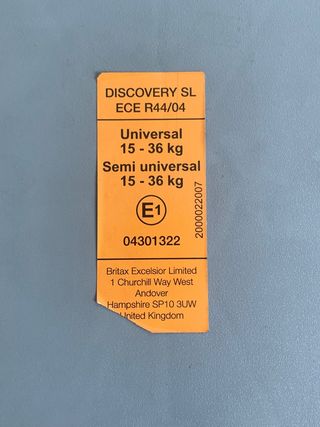 DISCOVERY SL
ECE R44/04
Universal
15 - 36 kg
Semi universal
15 - 36 kg
E1
04301322
2000022007
Britax Excelsior Limited
1 Churchill Way West
Andover
Hampshire SP10 3UW
United Kingdom